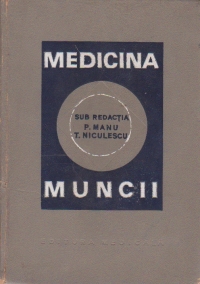 MEDICINA
SUB REDACȚIA
P. MANU
T. NICULESCU
MUNCII